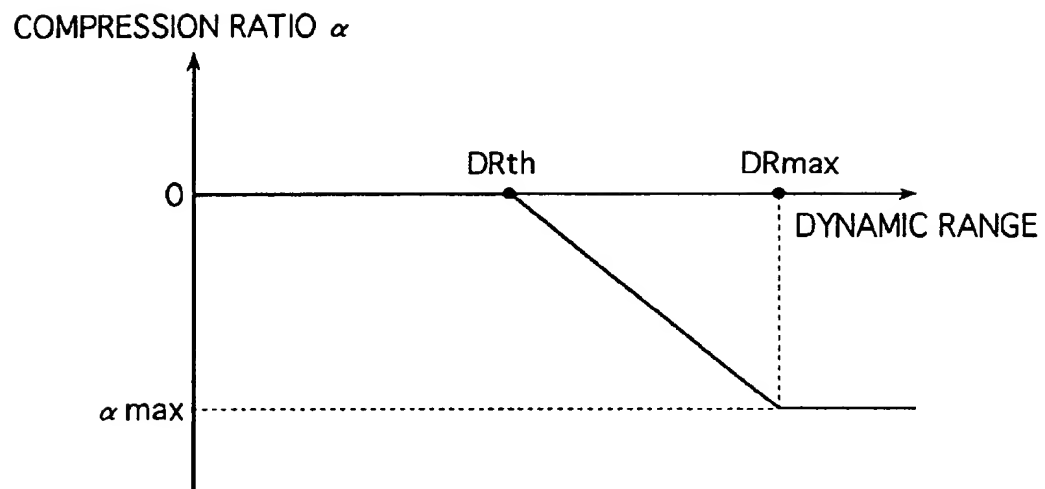 COMPRESSION RATIO α
DRth
DRmax
0
DYNAMIC RANGE
α max